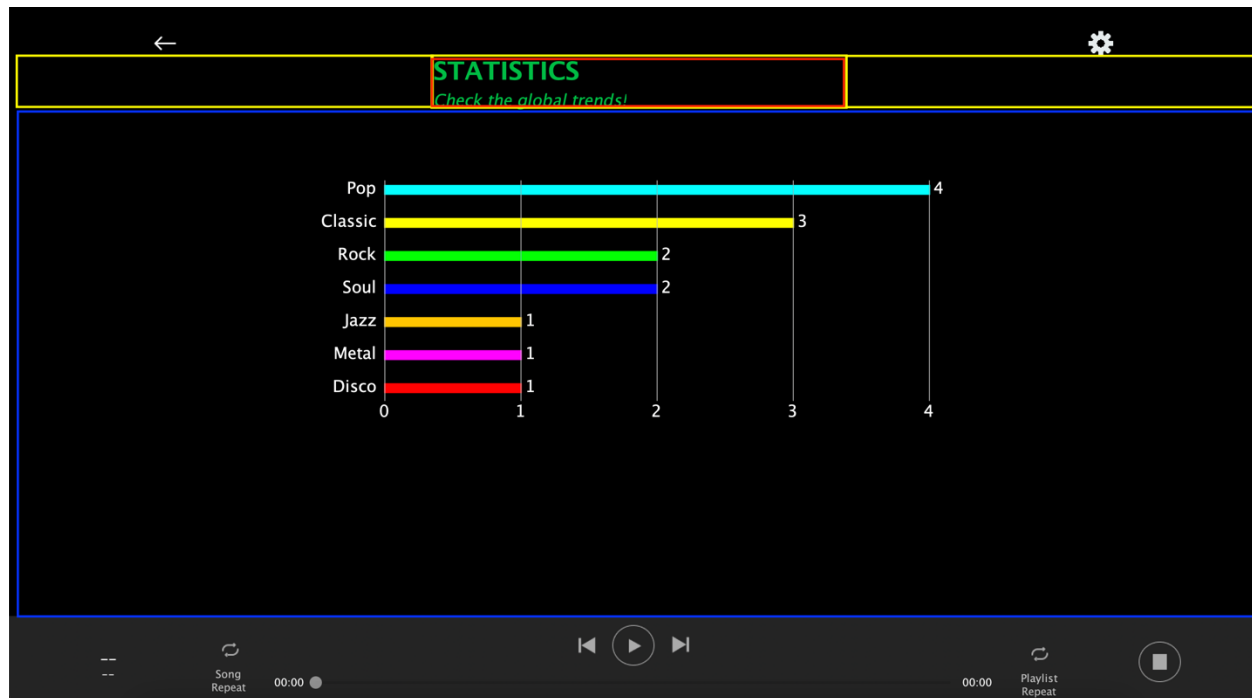 STATISTICS
Check the global trends!
Pop 4
Classic 3
Rock 2
Soul 2
Jazz 1
Metal 1
Disco 1
0 1 2 3 4
--
--
Song
Repeat
00:00
00:00
Playlist
Repeat